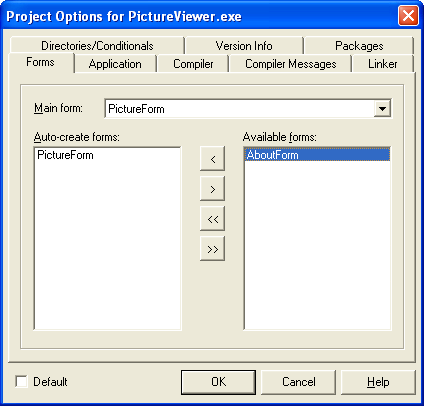 Project Options for PictureViewer.exe
Directories/Conditionals Version Info Packages
Forms Application Compiler Compiler Messages Linker
Main form: PictureForm
Auto-create forms: Available forms:
PictureForm AboutForm
<
>
<<
>>
Default OK Cancel Help